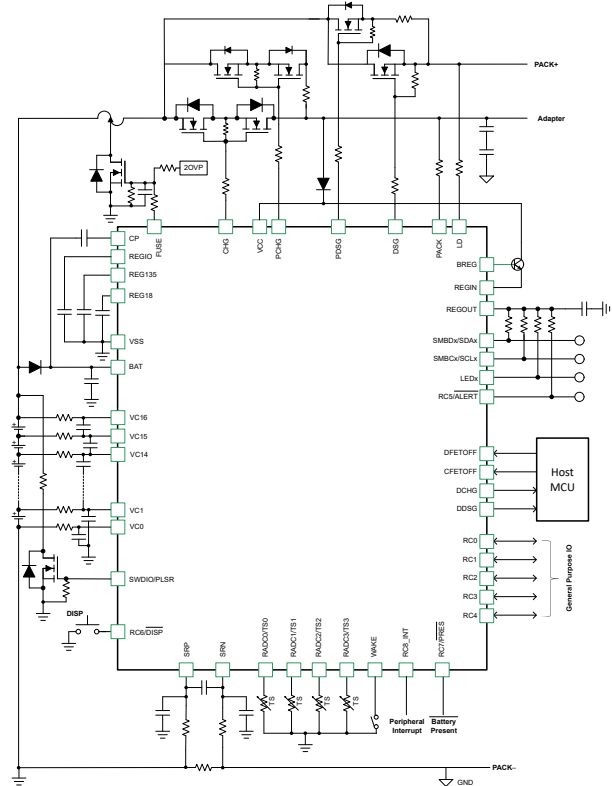 PACK+
Adapter
2OVP
FUSE
CHG
VCC
PCHG
PDSG
DSG
PACK
LD
CP
REGIO
REG135
REG18
VSS
BAT
VC16
VC15
VC14
VC1
VC0
SWDIO/PLSR
DISP
RC6/DISP
BREG
REGIN
REGOUT
SMBDx/SDAx
SMBCx/SCLx
LEDx
RC5/ALERT
DFETOFF
CFETOFF
DCHG
DDSG
Host
MCU
RC0
RC1
RC2
RC3
RC4
General Purpose IO
SRP
SRN
RADC0/TS0
RADC1/TS1
RADC2/TS2
RADC3/TS3
WAKE
RC8_INT
RC7/PRES
TS
TS
TS
TS
Peripheral
Interrupt
Battery
Present
PACK–
GND